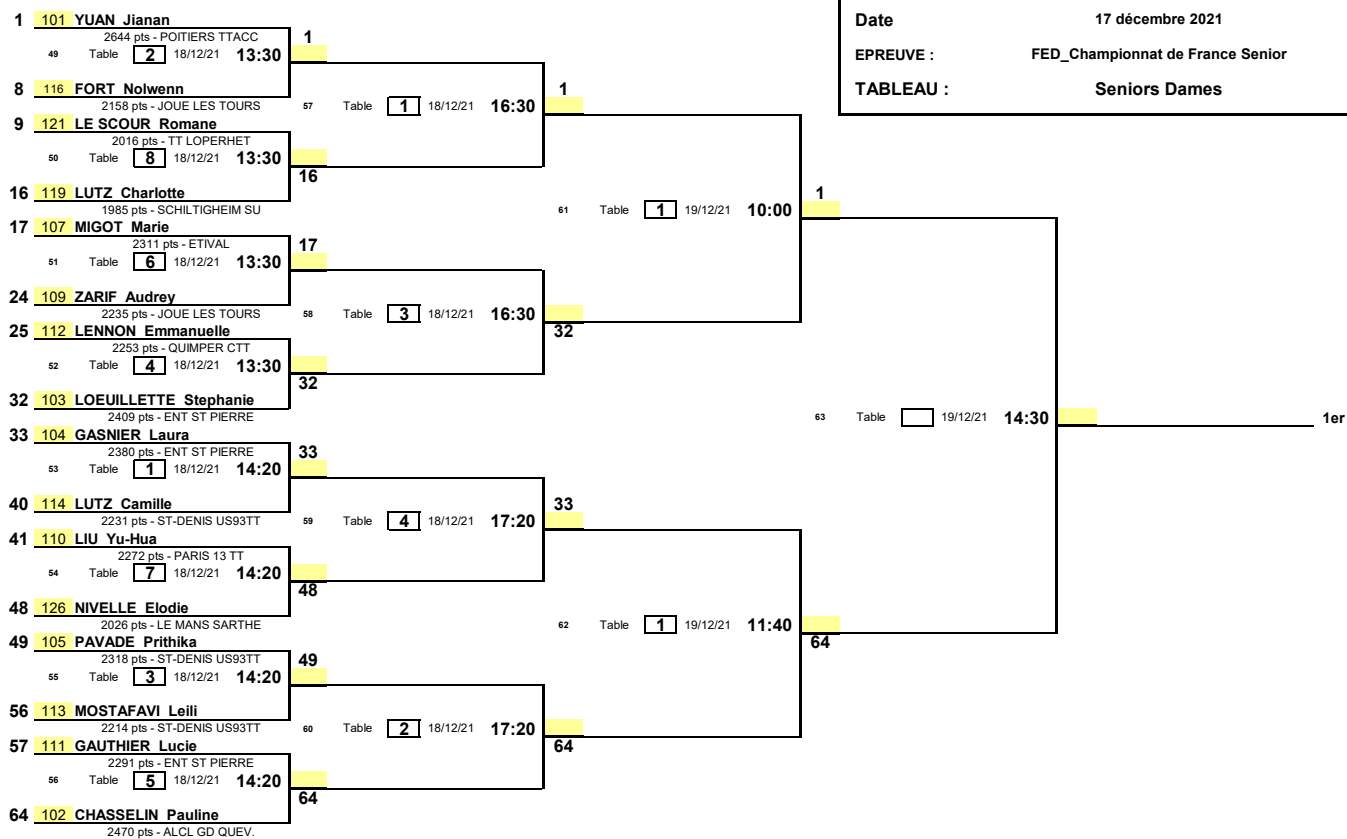 Date 17 décembre 2021
EPREUVE : FED_Championnat de France Senior
TABLEAU : Seniors Dames
1 101 YUAN Jianan
2644 pts - POITIERS TTACC
49 Table 2 18/12/21 13:30
1
8 116 FORT Nolwenn
2158 pts - JOUE LES TOURS
57 Table 1 18/12/21 16:30
1
9 121 LE SCOUR Romane
2016 pts - TT LOPERHET
50 Table 8 18/12/21 13:30
16
16 119 LUTZ Charlotte
1985 pts - SCHILTIGHEIM SU
61 Table 1 19/12/21 10:00
1
17 107 MIGOT Marie
2311 pts - ETIVAL
51 Table 6 18/12/21 13:30
17
24 109 ZARIF Audrey
2235 pts - JOUE LES TOURS
58 Table 3 18/12/21 16:30
32
25 112 LENNON Emmanuelle
2253 pts - QUIMPER CTT
52 Table 4 18/12/21 13:30
32
32 103 LOEUILLETTE Stephanie
2409 pts - ENT ST PIERRE
63 Table 19/12/21 14:30
1er
33 104 GASNIER Laura
2380 pts - ENT ST PIERRE
53 Table 1 18/12/21 14:20
33
40 114 LUTZ Camille
2231 pts - ST-DENIS US93TT
59 Table 4 18/12/21 17:20
33
41 110 LIU Yu-Hua
2272 pts - PARIS 13 TT
54 Table 7 18/12/21 14:20
48
48 126 NIVELLE Elodie
2026 pts - LE MANS SARTHE
62 Table 1 19/12/21 11:40
64
49 105 PAVADE Prithika
2318 pts - ST-DENIS US93TT
55 Table 3 18/12/21 14:20
49
56 113 MOSTAFAVI Leili
2214 pts - ST-DENIS US93TT
60 Table 2 18/12/21 17:20
64
57 111 GAUTHIER Lucie
2291 pts - ENT ST PIERRE
56 Table 5 18/12/21 14:20
64
64 102 CHASSELIN Pauline
2470 pts - ALCL GD QUEV.